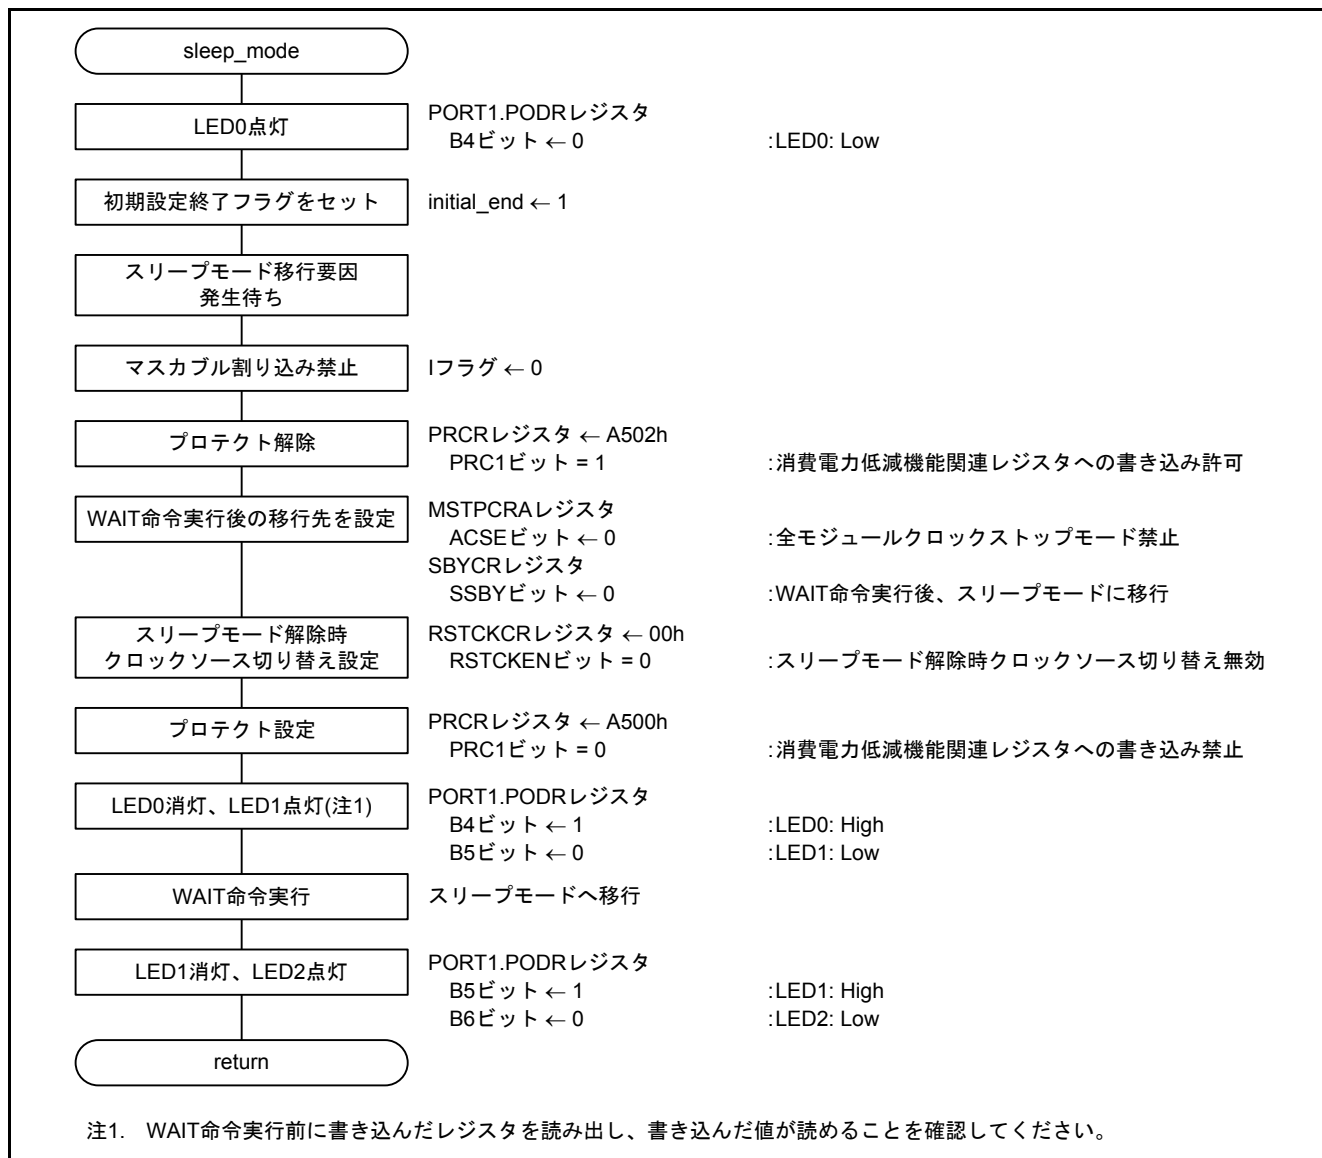 sleep_mode
LED0点灯
PORT1.PODRレジスタ
B4ビット ← 0 :LED0: Low
初期設定終了フラグをセット
initial_end ← 1
スリープモード移行要因
発生待ち
マスカブル割り込み禁止
Iフラグ ← 0
プロテクト解除
PRCRレジスタ ← A502h
PRC1ビット = 1 :消費電力低減機能関連レジスタへの書き込み許可
WAIT命令実行後の移行先を設定
MSTPCRAレジスタ
ACSEビット ← 0 :全モジュールクロックストップモード禁止
SBYCRレジスタ
SSBYビット ← 0 :WAIT命令実行後、スリープモードに移行
スリープモード解除時
クロックソース切り替え設定
RSTCKCRレジスタ ← 00h
RSTCKENビット = 0 :スリープモード解除時クロックソース切り替え無効
プロテクト設定
PRCRレジスタ ← A500h
PRC1ビット = 0 :消費電力低減機能関連レジスタへの書き込み禁止
LED0消灯、LED1点灯(注1)
PORT1.PODRレジスタ
B4ビット ← 1 :LED0: High
B5ビット ← 0 :LED1: Low
WAIT命令実行
スリープモードへ移行
LED1消灯、LED2点灯
PORT1.PODRレジスタ
B5ビット ← 1 :LED1: High
B6ビット ← 0 :LED2: Low
return
注1. WAIT命令実行前に書き込んだレジスタを読み出し、書き込んだ値が読めることを確認してください。